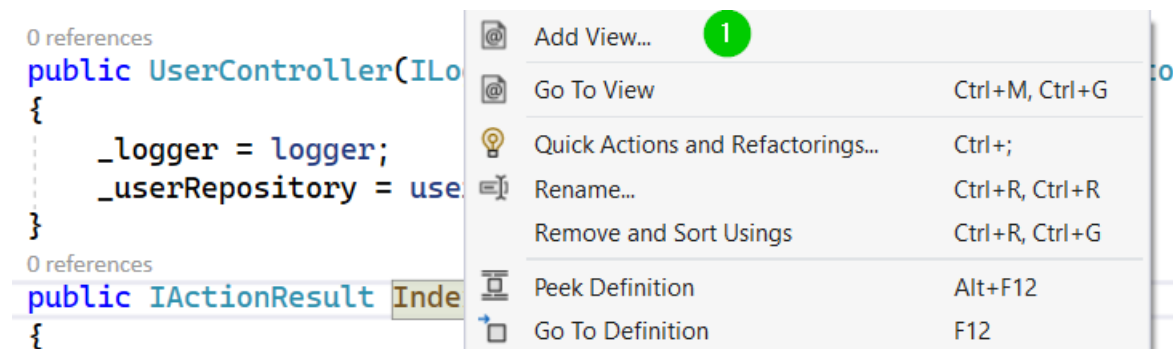 0 references
public UserController(ILo
{
_logger = logger;
_userRepository = use
}
0 references
public IActionResult Inde
{
Add View...
1
Go To View Ctrl+M, Ctrl+G
Quick Actions and Refactorings... Ctrl+;
Rename... Ctrl+R, Ctrl+R
Remove and Sort Usings Ctrl+R, Ctrl+G
Peek Definition Alt+F12
Go To Definition F12